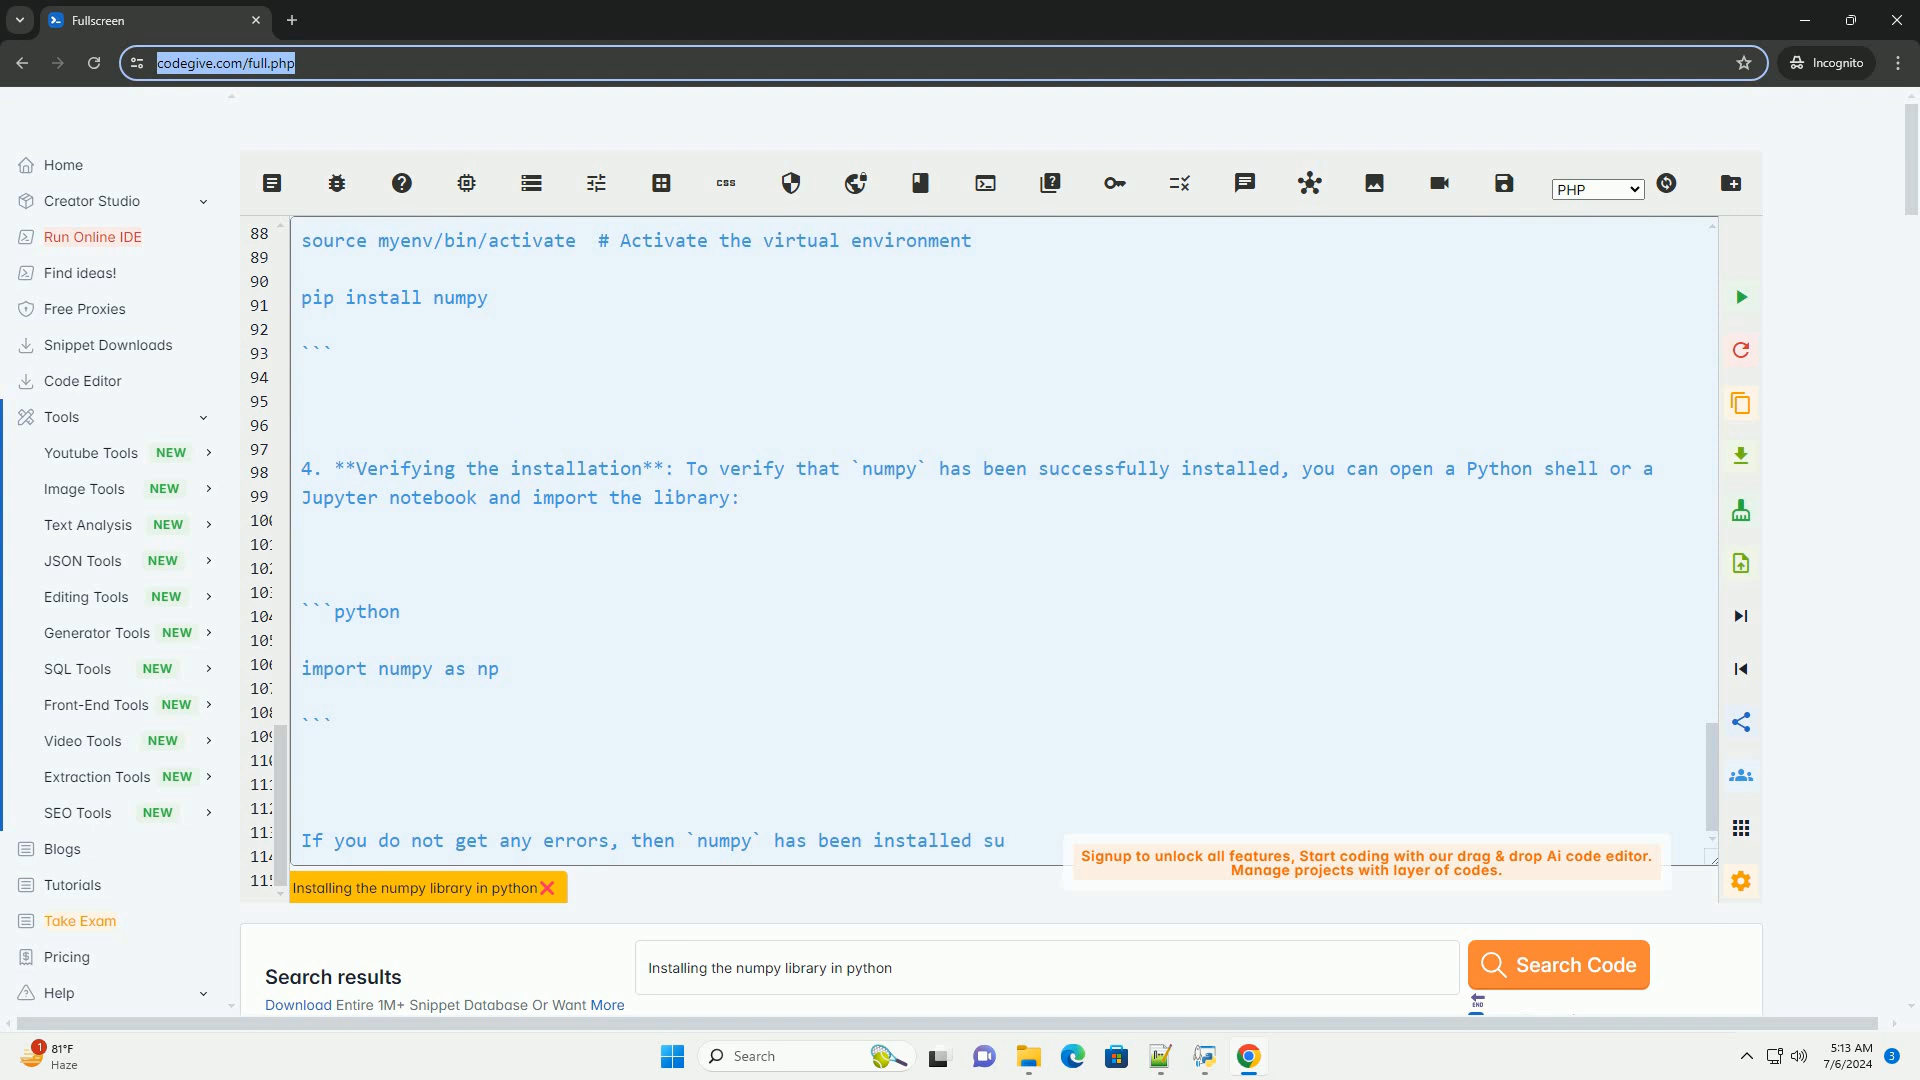 Fullscreen
codegive.com/full.php
Incognito
Home
Creator Studio
Run Online IDE
Find ideas!
Free Proxies
Snippet Downloads
Code Editor
Tools
Youtube Tools NEW
Image Tools NEW
Text Analysis NEW
JSON Tools NEW
Editing Tools NEW
Generator Tools NEW
SQL Tools NEW
Front-End Tools NEW
Video Tools NEW
Extraction Tools NEW
SEO Tools NEW
Blogs
Tutorials
Take Exam
Pricing
Help
CSS
PHP
88
89
90
91
92
93
94
95
96
97
98
99
source myenv/bin/activate  # Activate the virtual environment
pip install numpy
```
4. **Verifying the installation**: To verify that `numpy` has been successfully installed, you can open a Python shell or a
Jupyter notebook and import the library:
```python
import numpy as np
```
If you do not get any errors, then `numpy` has been installed su
Signup to unlock all features, Start coding with our drag & drop Ai code editor.
Manage projects with layer of codes.
Installing the numpy library in python
Search results
Download Entire 1M+ Snippet Database Or Want More
Installing the numpy library in python
Search Code
END
1
81°F
Haze
Search
5:13 AM
7/6/2024
3